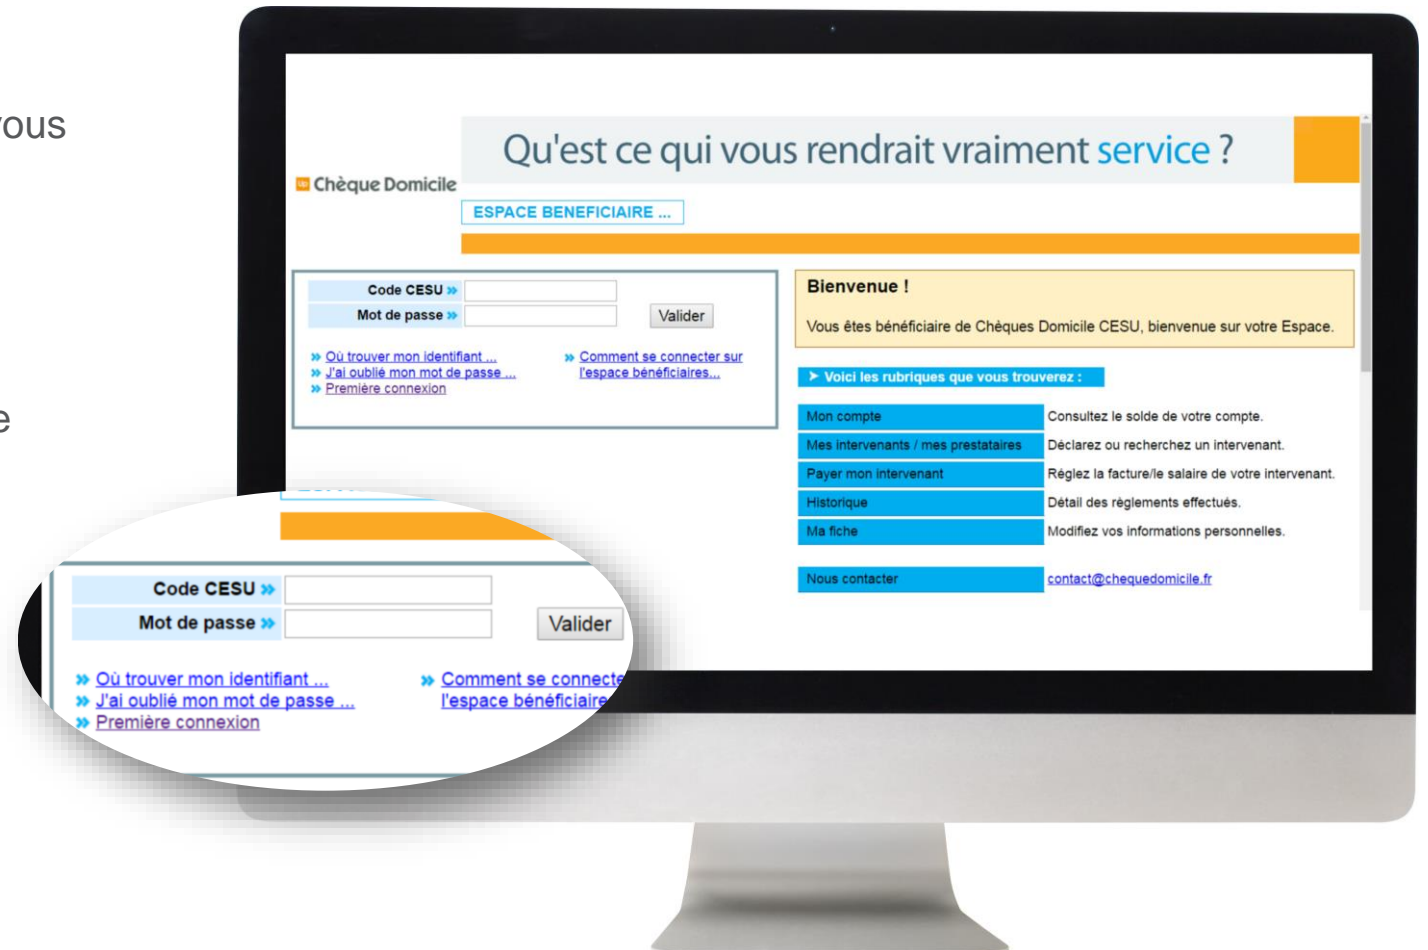 vous
e
Qu'est ce qui vous rendrait vraiment service ?
up Chèque Domicile
ESPACE BENEFICIAIRE ...
Code CESU »
Mot de passe » Valider
» Où trouver mon identifiant ...
» J'ai oublié mon mot de passe ...
» Première connexion
» Comment se connecter sur
l'espace bénéficiaires...
Bienvenue !
Vous êtes bénéficiaire de Chèques Domicile CESU, bienvenue sur votre Espace.
➤ Voici les rubriques que vous trouverez :
Mon compte Consultez le solde de votre compte.
Mes intervenants / mes prestataires Déclarez ou recherchez un intervenant.
Payer mon intervenant Réglez la facture/le salaire de votre intervenant.
Historique Détail des règlements effectués.
Ma fiche Modifiez vos informations personnelles.
Nous contacter contact@chequedomicile.fr
Code CESU »
Mot de passe » Valider
» Où trouver mon identifiant ...
» J'ai oublié mon mot de passe ...
» Première connexion
» Comment se connecte
l'espace bénéficiaire